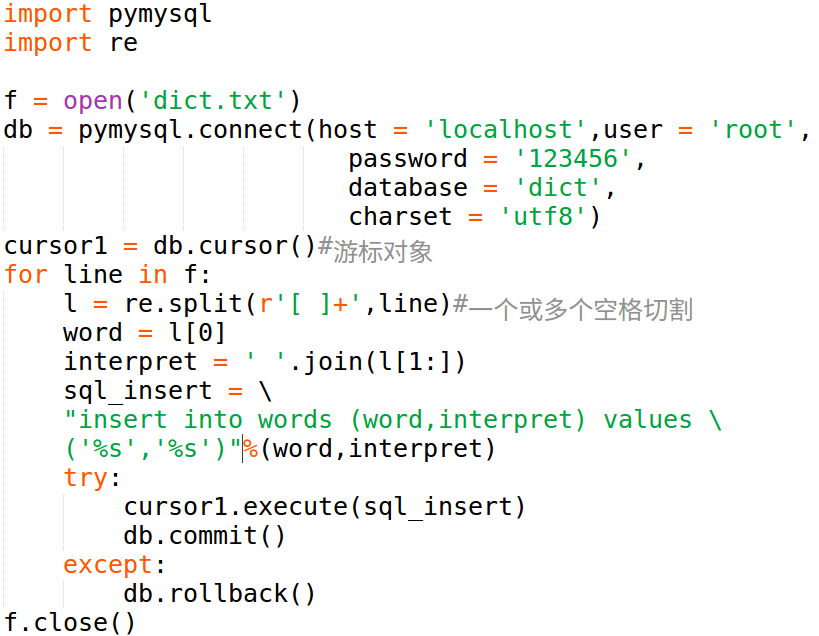 import pymysql
import re

f = open('dict.txt')
db = pymysql.connect(host = 'localhost',user = 'root',
                       password = '123456',
                       database = 'dict',
                       charset = 'utf8')
cursor1 = db.cursor()#游标对象
for line in f:
    l = re.split(r'[ ]+',line)#一个或多个空格切割
    word = l[0]
    interpret = ' '.join(l[1:])
    sql_insert = \
    "insert into words (word,interpret) values \
    ('%s','%s')"%(word,interpret)
    try:
        cursor1.execute(sql_insert)
        db.commit()
    except:
        db.rollback()
f.close()